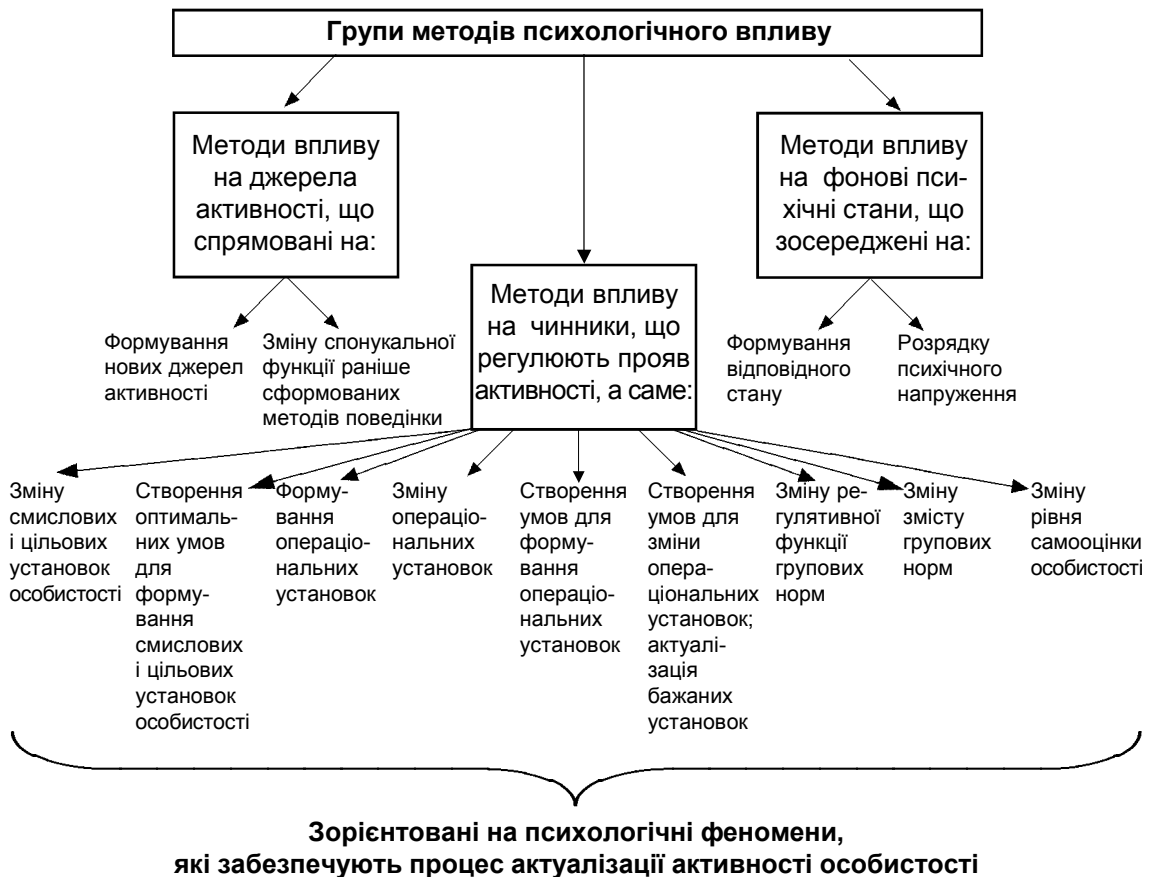 Групи методів психологічного впливу
Методи впливу
на джерела
активності, що
спрямовані на:
Методи впливу
на фонові пси-
хічні стани, що
зосереджені на:
Методи впливу
на чинники, що
регулюють прояв
активності, а саме:
Формування
нових джерел
активності
Зміну спонукальної
функції раніше
сформованих
методів поведінки
Формування
відповідного
стану
Розрядку
психічного
напруження
Зміну
смислових
і цільових
установок
особистості
Створення
оптималь-
них умов
для
форму-
вання
смислових
і цільових
установок
особистості
Форму-
вання
операціо-
нальних
установок
Зміну
операціо-
нальних
установок
Створення
умов для
форму-
вання
операціо-
нальних
установок
Створення
умов для
зміни
опера-
ціональних
установок;
актуалі-
зація
бажаних
установок
Зміну ре-
гулятивної
функції
групових
норм
Зміну
змісту
групових
норм
Зміну
рівня
самооцінки
особистості
Зорієнтовані на психологічні феномени,
які забезпечують процес актуалізації активності особистості